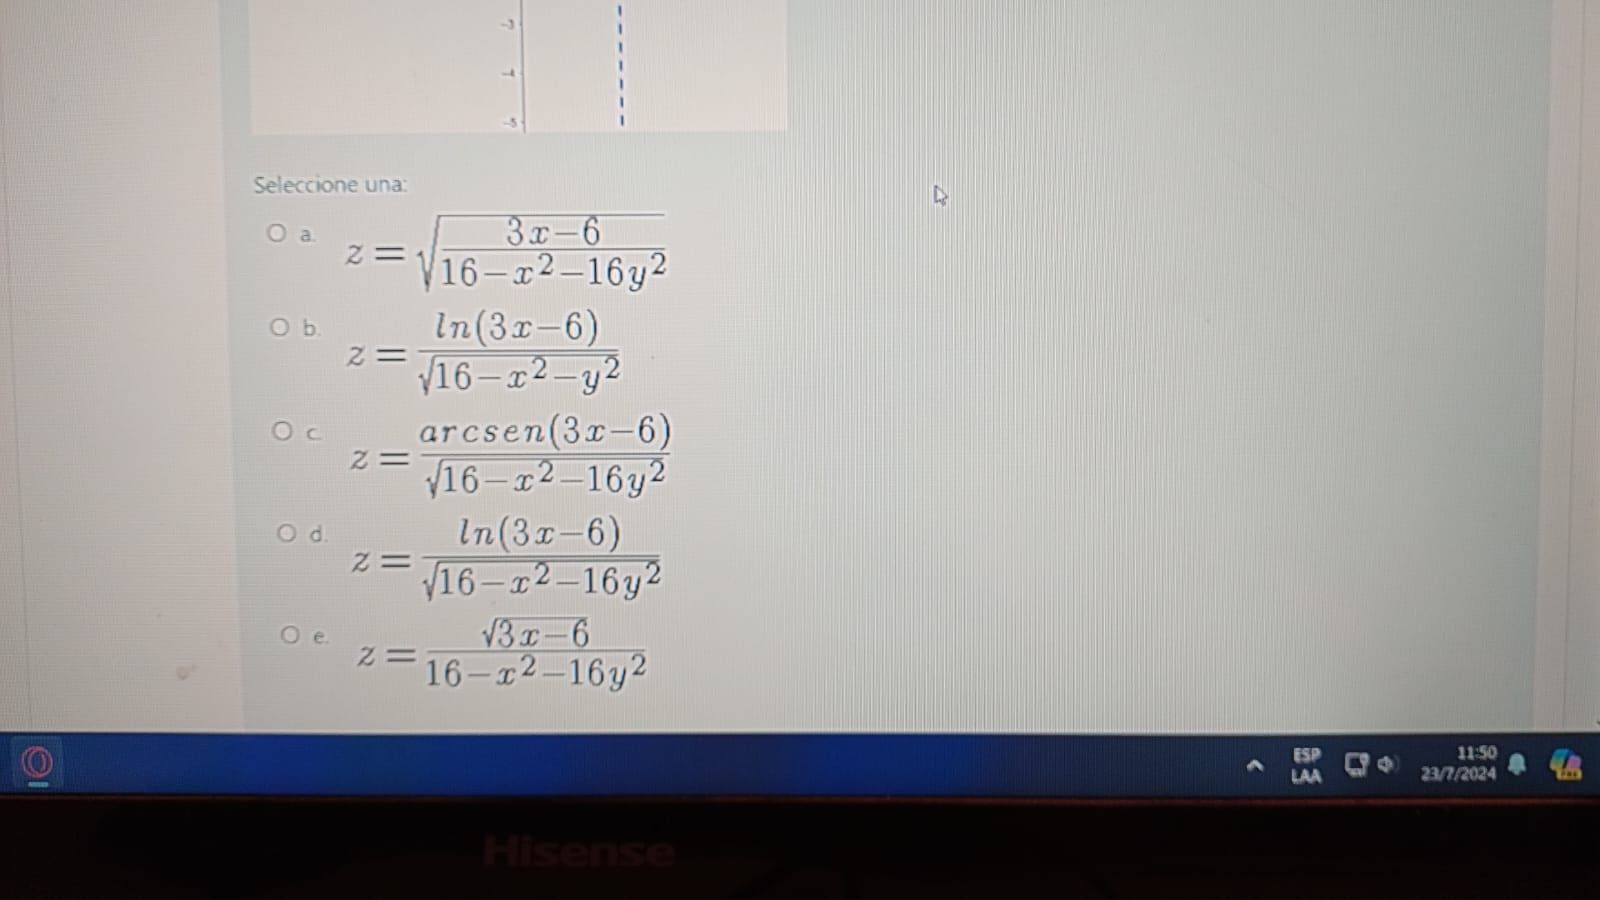 -3
-4
-5
Seleccione una:
a. z = √((3x−6)/(16−x²−16y²))
b. z = ln(3x−6)/√(16−x²−y²)
c. z = arcsen(3x−6)/√(16−x²−16y²)
d. z = ln(3x−6)/√(16−x²−16y²)
e. z = √(3x−6)/(16−x²−16y²)
ESP
LAA
11:50
23/7/2024
Hisense